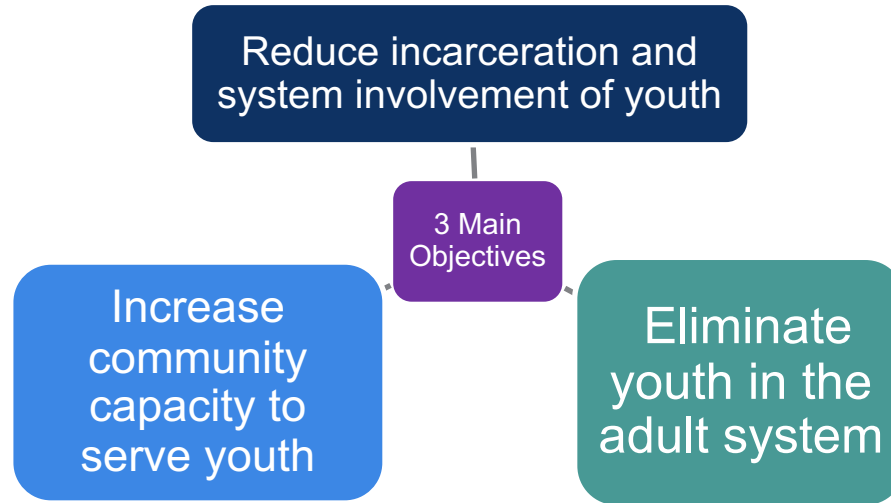 Reduce incarceration and
system involvement of youth
3 Main
Objectives
Increase
community
capacity to
serve youth
Eliminate
youth in the
adult system